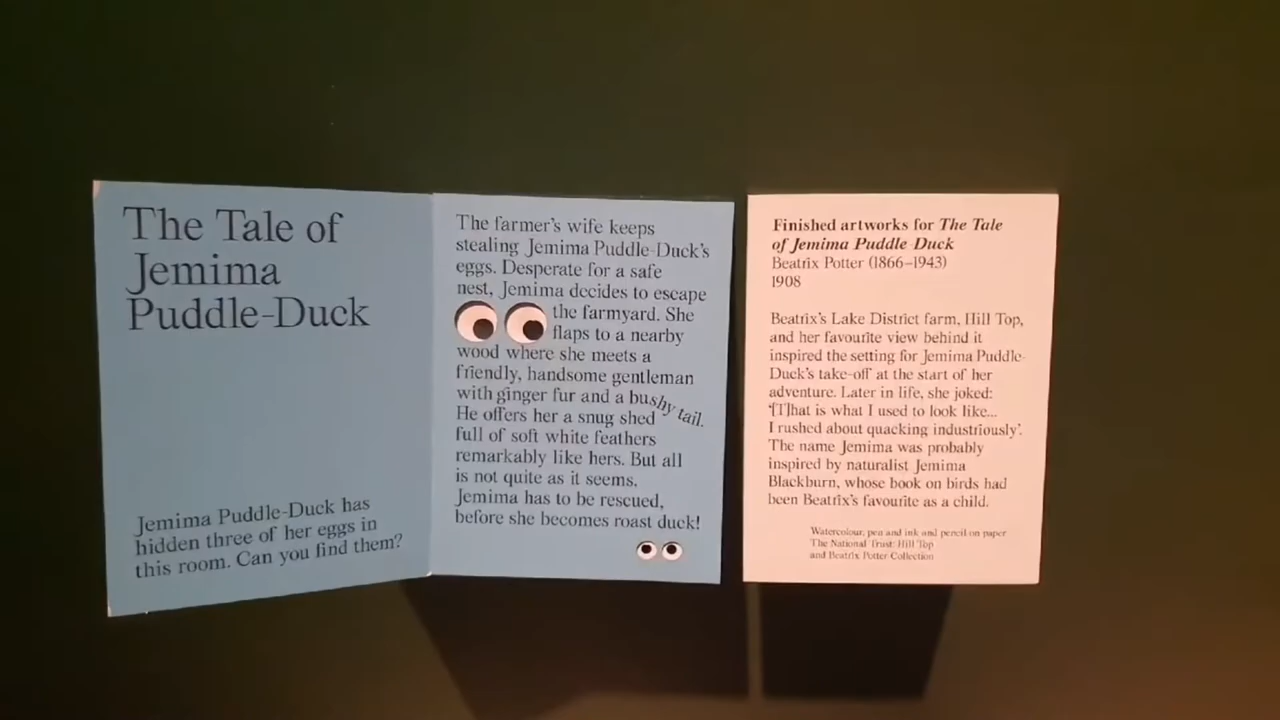 The Tale of
Jemima
Puddle-Duck
Jemima Puddle-Duck has
hidden three of her eggs in
this room. Can you find them?
The farmer's wife keeps
stealing Jemima Puddle-Duck's
eggs. Desperate for a safe
nest, Jemima decides to escape
the farmyard. She
flaps to a nearby
wood where she meets a
friendly, handsome gentleman
with ginger fur and a bushy tail.
He offers her a snug shed
full of soft white feathers
remarkably like hers. But all
is not quite as it seems.
Jemima has to be rescued,
before she becomes roast duck!
Finished artworks for The Tale
of Jemima Puddle-Duck
Beatrix Potter (1866–1943)
1908
Beatrix's Lake District farm, Hill Top,
and her favourite view behind it
inspired the setting for Jemima Puddle-
Duck's take-off at the start of her
adventure. Later in life, she joked:
'[T]hat is what I used to look like...
I rushed about quacking industriously'.
The name Jemima was probably
inspired by naturalist Jemima
Blackburn, whose book on birds had
been Beatrix's favourite as a child.
Watercolour, pen and ink and pencil on paper
The National Trust: Hill Top
and Beatrix Potter Collection